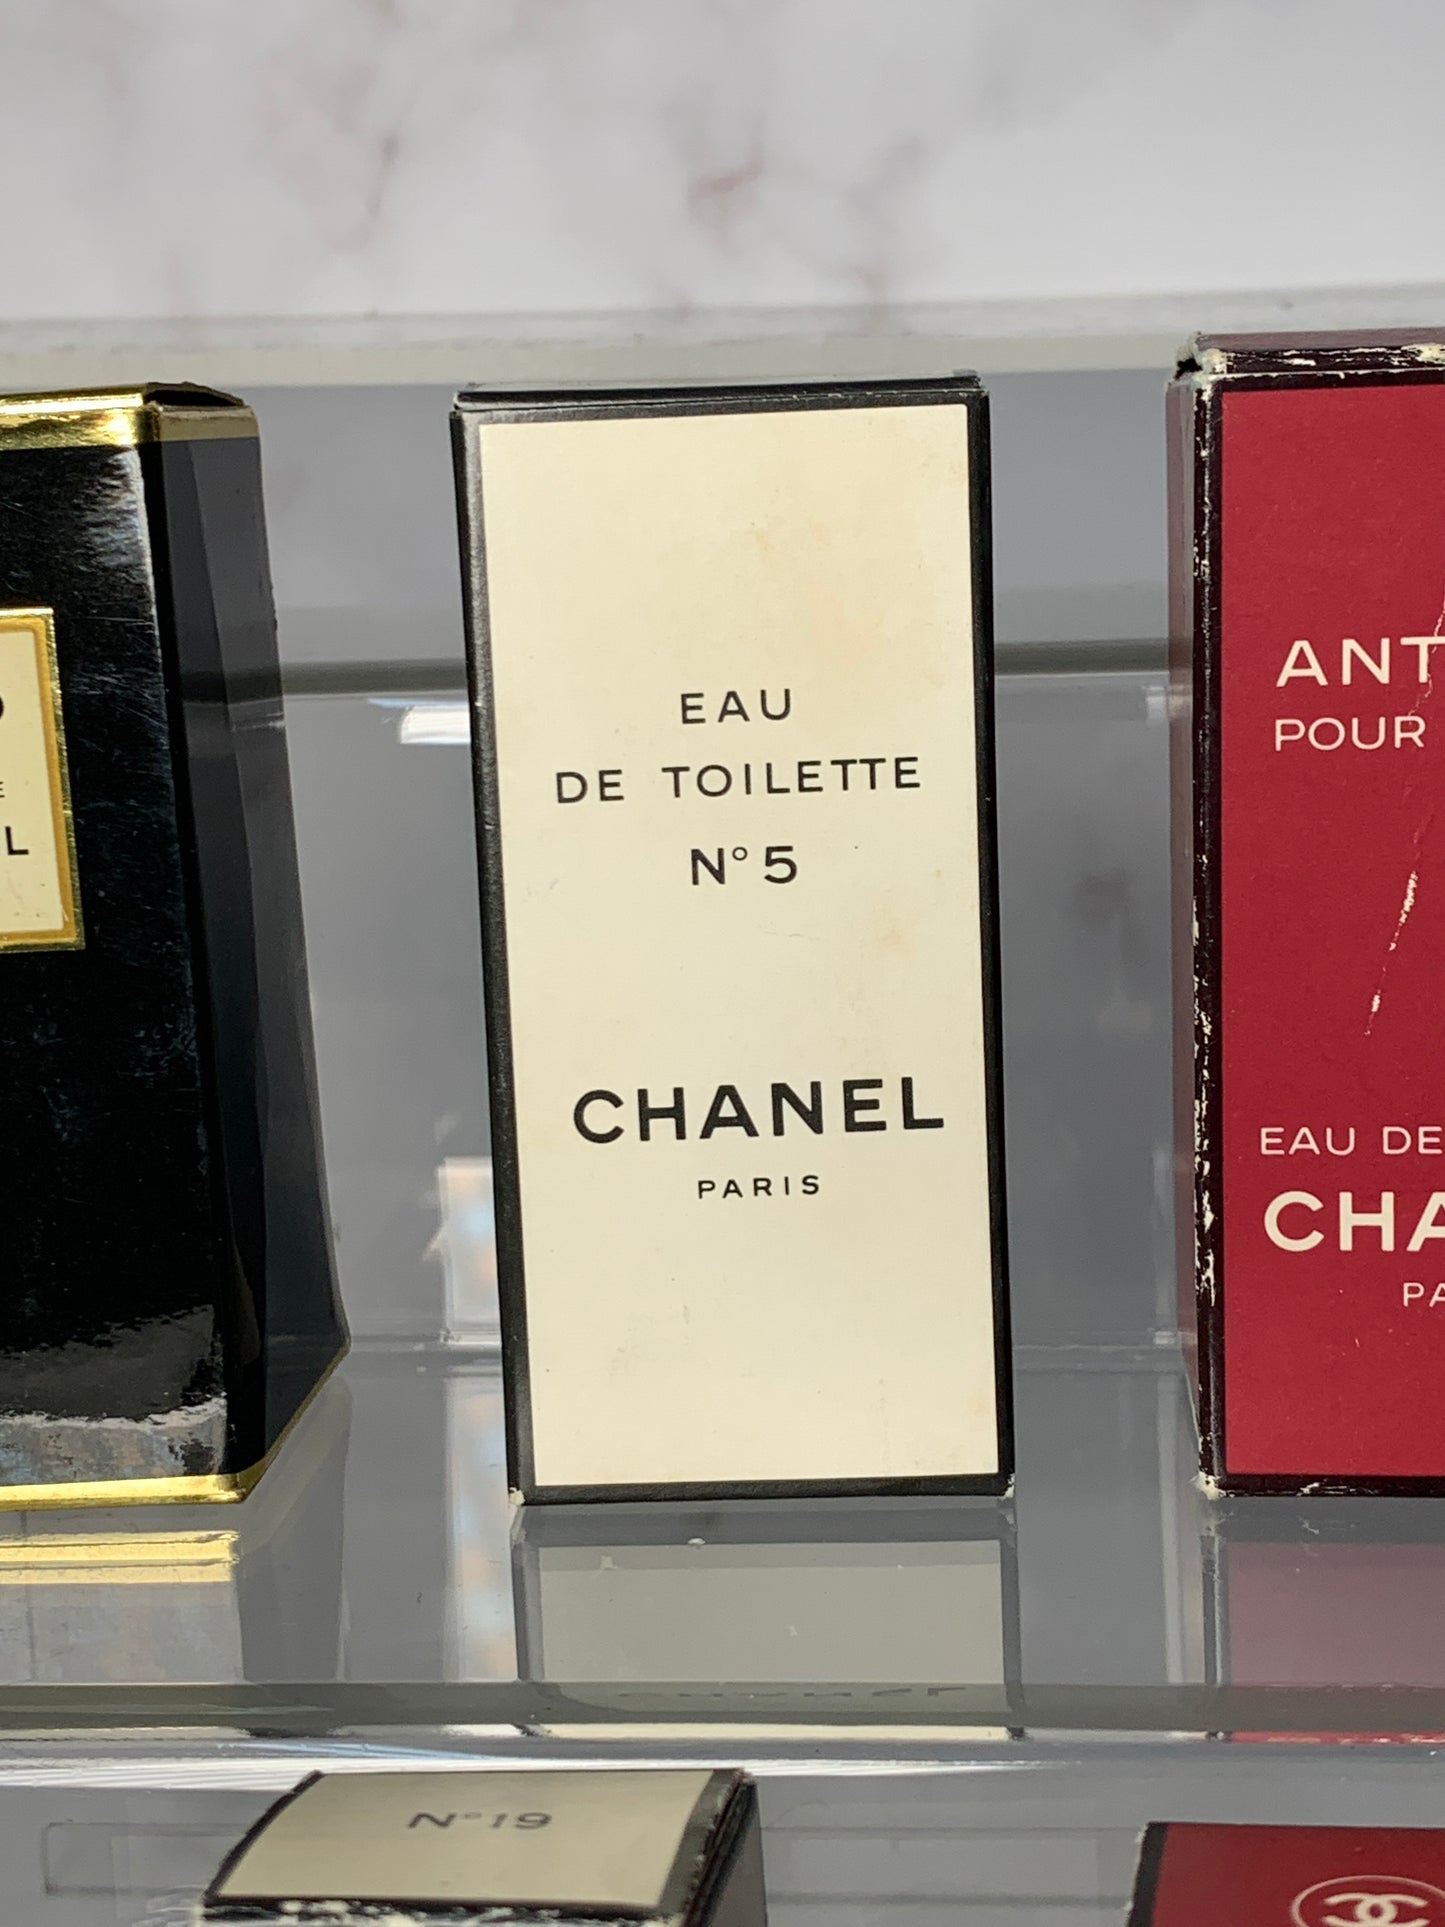 EAU
DE TOILETTE
N° 5
CHANEL
PARIS
L
ANT
POUR
EAU DE
CHA
PA
N° 19